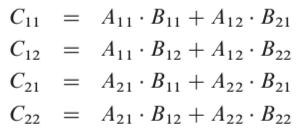 C₁₁ = A₁₁ · B₁₁ + A₁₂ · B₂₁
C₁₂ = A₁₁ · B₁₂ + A₁₂ · B₂₂
C₂₁ = A₂₁ · B₁₁ + A₂₂ · B₂₁
C₂₂ = A₂₁ · B₁₂ + A₂₂ · B₂₂